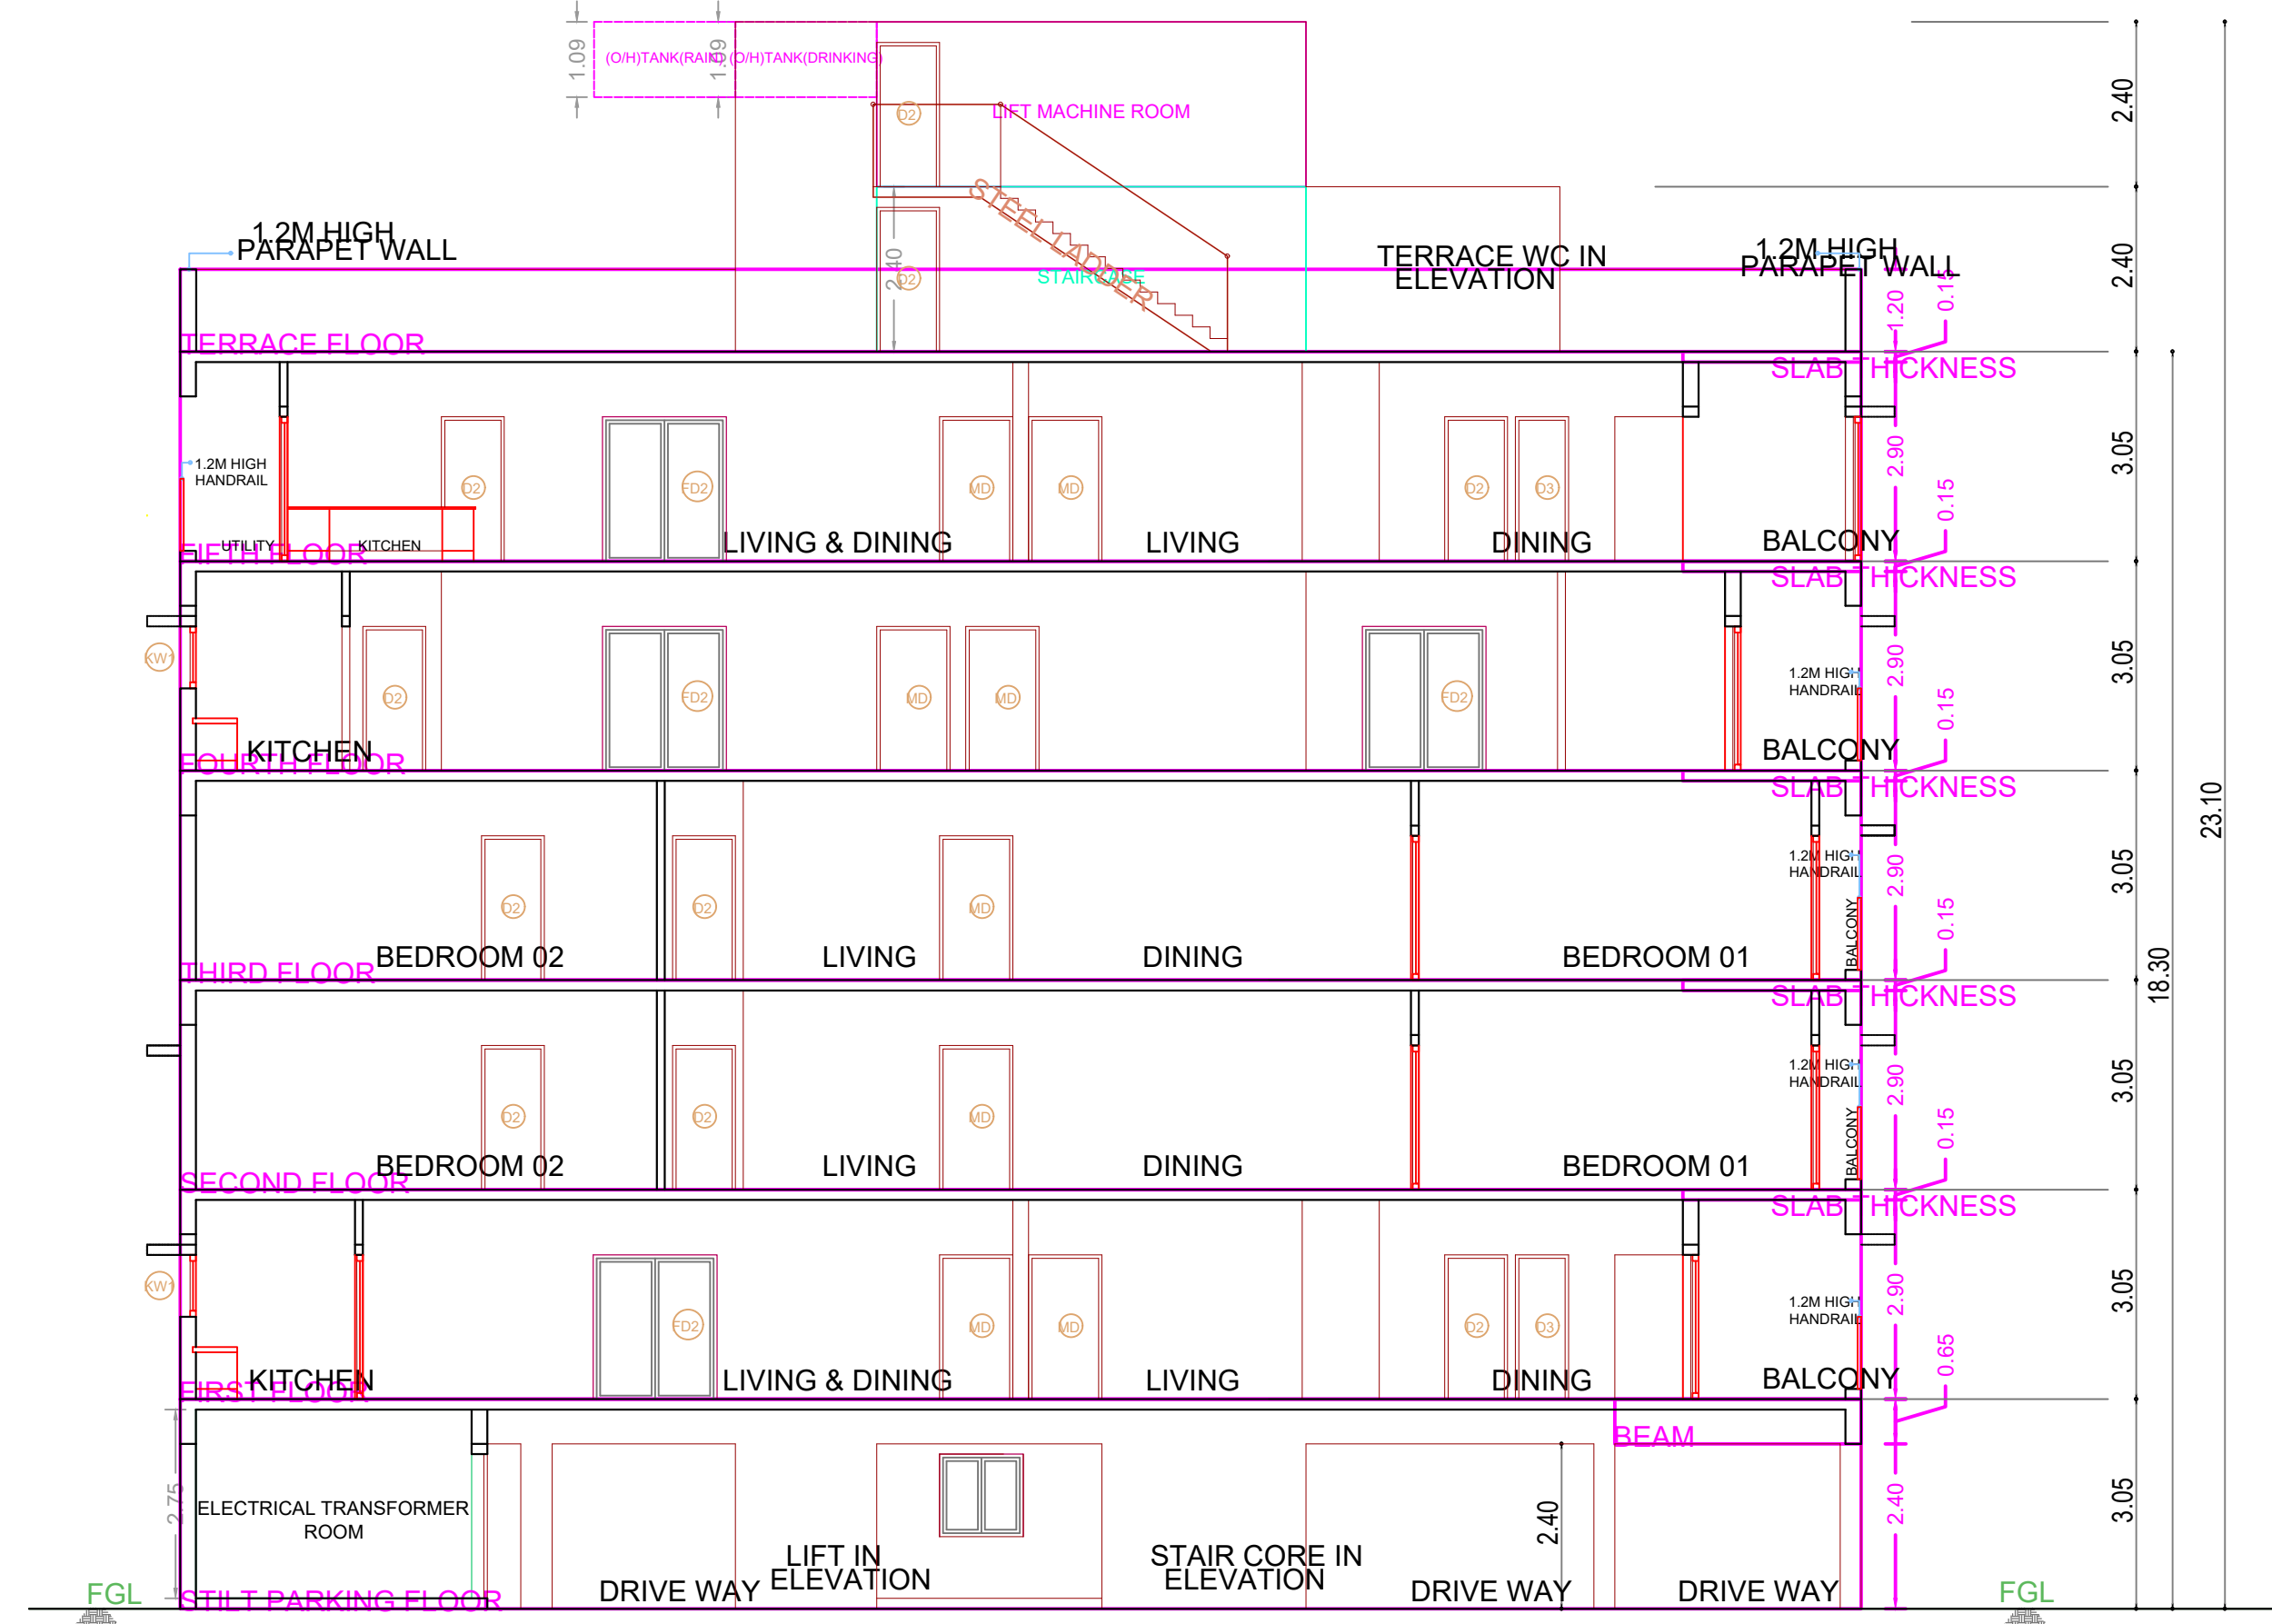 1.09
1.09
(O/H)TANK(RAIN)
(O/H)TANK(DRINKING)
D2
LIFT MACHINE ROOM
2.40
STEEL LADDER
1.2M HIGH
PARAPET WALL
2.40
D2
STAIRCASE
TERRACE WC IN
ELEVATION
1.2M HIGH
PARAPET WALL
2.40
1.20
0.15
TERRACE FLOOR
SLAB THICKNESS
1.2M HIGH
HANDRAIL
D2
FD2
MD
MD
D2
D3
2.90
3.05
0.15
UTILITY
KITCHEN
LIVING & DINING
LIVING
DINING
BALCONY
FIFTH FLOOR
SLAB THICKNESS
KW1
D2
FD2
MD
MD
FD2
1.2M HIGH
HANDRAIL
2.90
3.05
0.15
KITCHEN
BALCONY
FOURTH FLOOR
SLAB THICKNESS
23.10
1.2M HIGH
HANDRAIL
2.90
3.05
D2
D2
MD
BALCONY
0.15
BEDROOM 02
LIVING
DINING
BEDROOM 01
THIRD FLOOR
18.30
SLAB THICKNESS
1.2M HIGH
HANDRAIL
2.90
3.05
D2
D2
MD
BALCONY
0.15
BEDROOM 02
LIVING
DINING
BEDROOM 01
SECOND FLOOR
SLAB THICKNESS
KW1
FD2
MD
MD
D2
D3
1.2M HIGH
HANDRAIL
2.90
3.05
0.65
KITCHEN
LIVING & DINING
LIVING
DINING
BALCONY
FIRST FLOOR
BEAM
2.75
ELECTRICAL TRANSFORMER
ROOM
2.40
2.40
3.05
LIFT IN
ELEVATION
STAIR CORE IN
ELEVATION
FGL
STILT PARKING FLOOR
DRIVE WAY
DRIVE WAY
DRIVE WAY
FGL